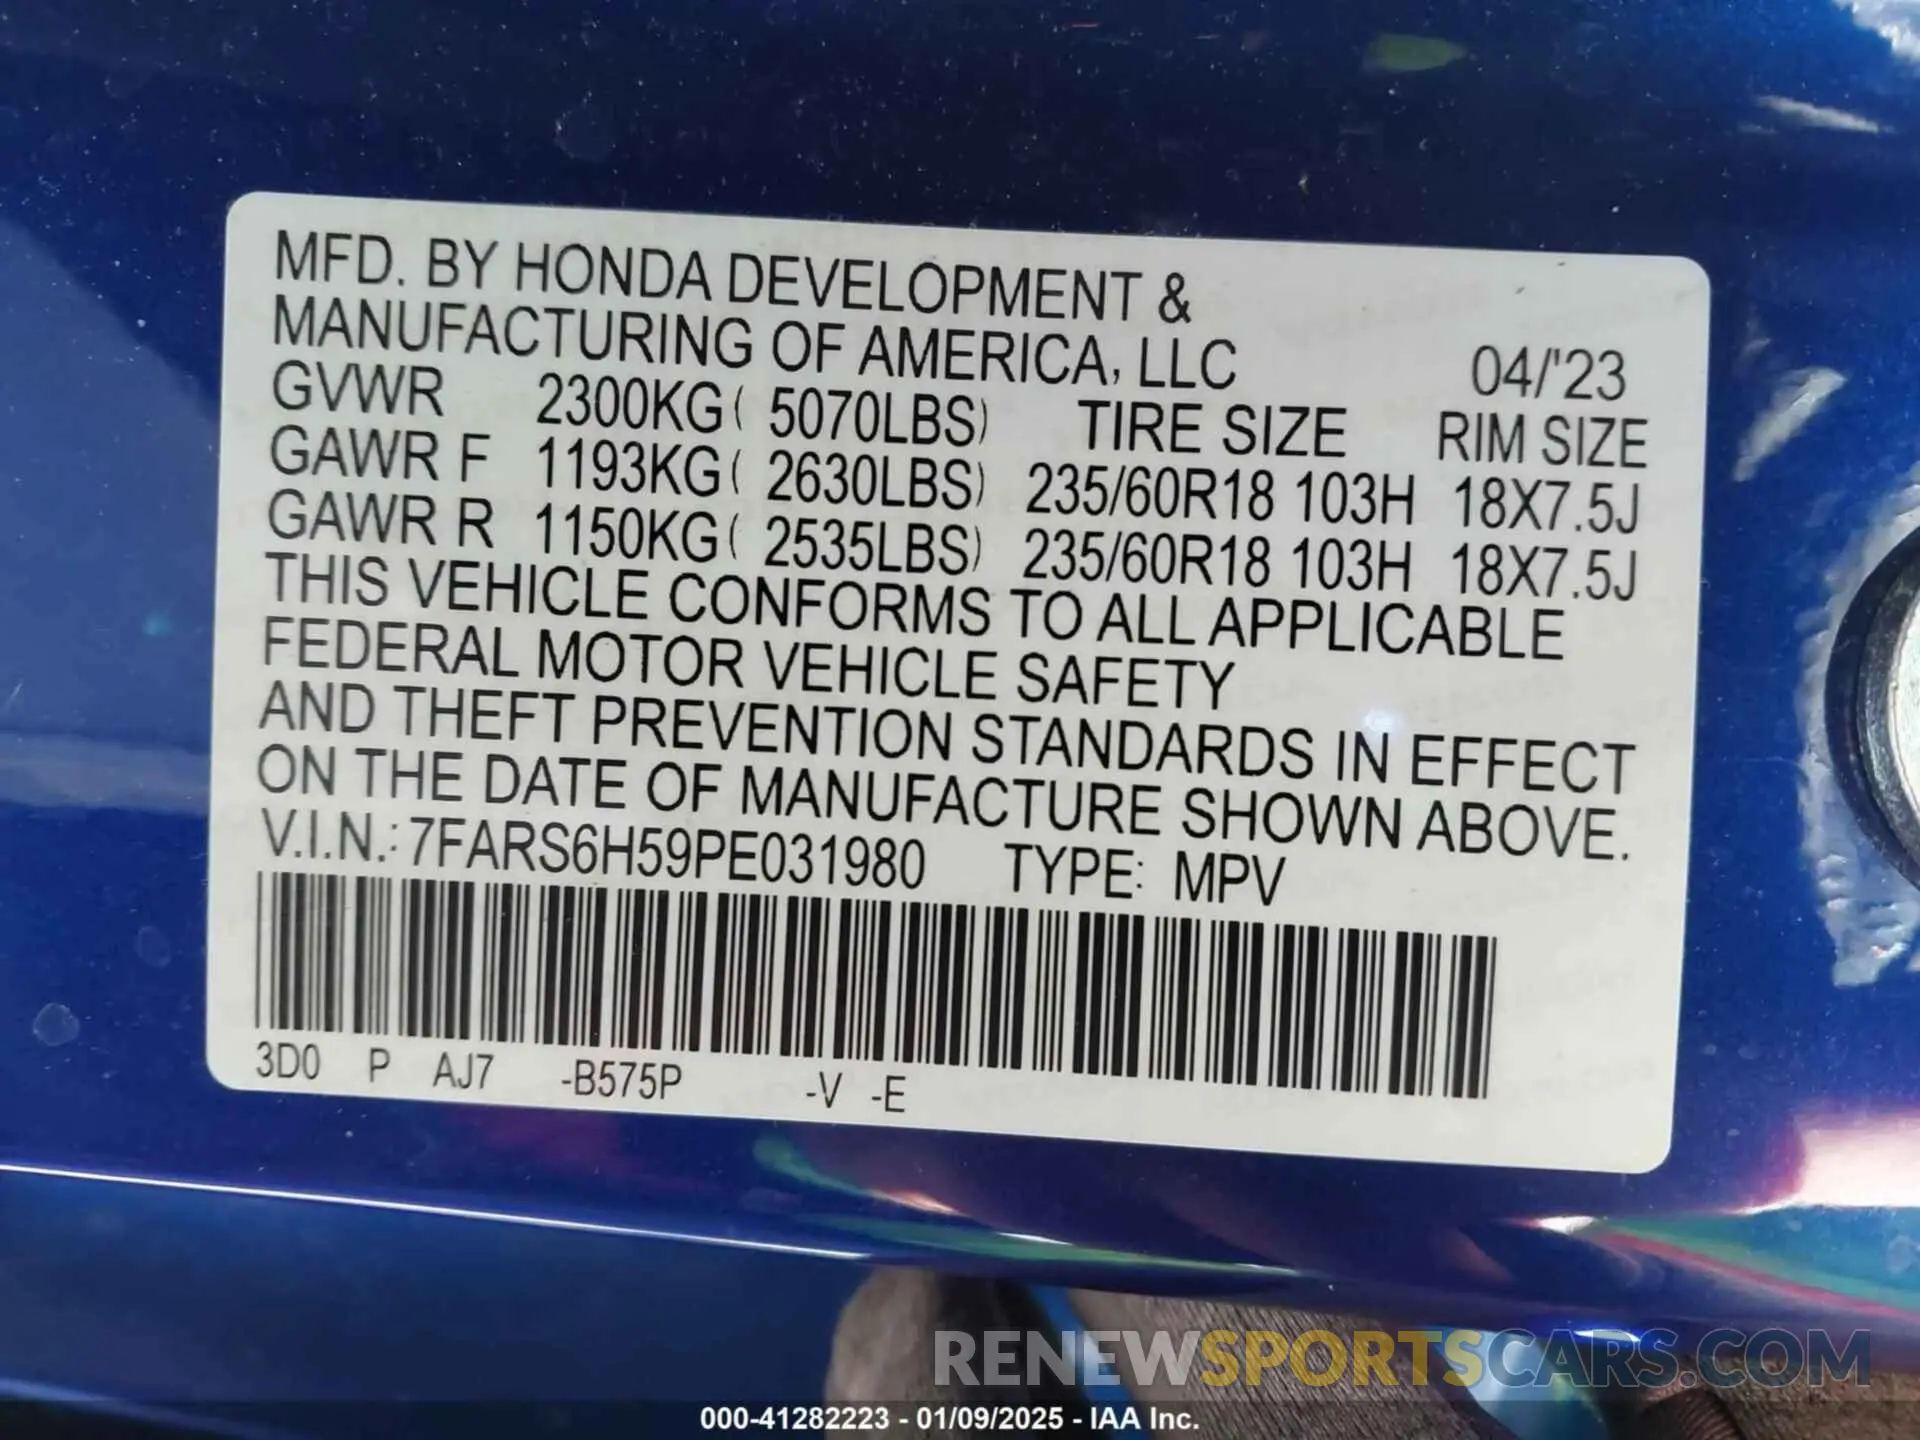 MFD. BY HONDA DEVELOPMENT &
MANUFACTURING OF AMERICA, LLC 04/'23
GVWR 2300KG( 5070LBS) TIRE SIZE RIM SIZE
GAWR F 1193KG( 2630LBS) 235/60R18 103H 18X7.5J
GAWR R 1150KG( 2535LBS) 235/60R18 103H 18X7.5J
THIS VEHICLE CONFORMS TO ALL APPLICABLE
FEDERAL MOTOR VEHICLE SAFETY
AND THEFT PREVENTION STANDARDS IN EFFECT
ON THE DATE OF MANUFACTURE SHOWN ABOVE.
V.I.N.: 7FARS6H59PE031980 TYPE: MPV
3D0 P AJ7 -B575P -V -E
RENEWSPORTSCARS.COM
000-41282223 - 01/09/2025 - IAA Inc.